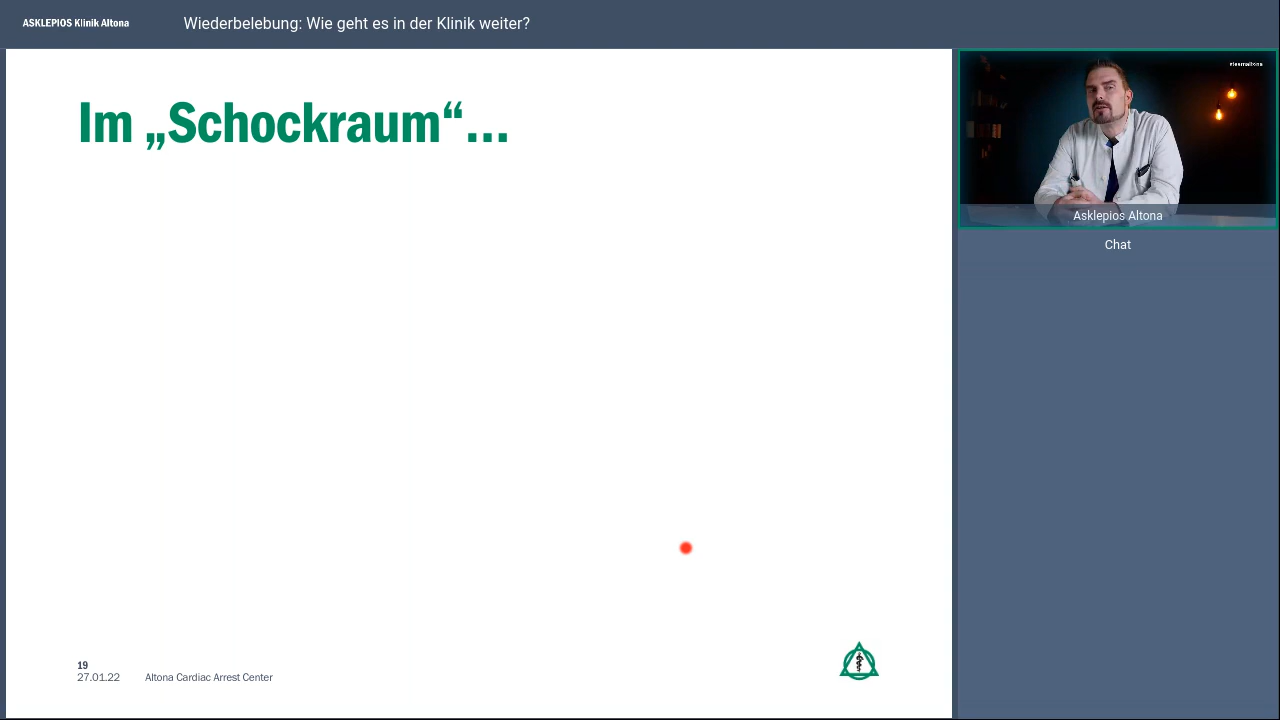 ASKLEPIOS Klinik Altona
Wiederbelebung: Wie geht es in der Klinik weiter?
Im „Schockraum“...
#teamaltona
Asklepios Altona
Chat
19
27.01.22 Altona Cardiac Arrest Center